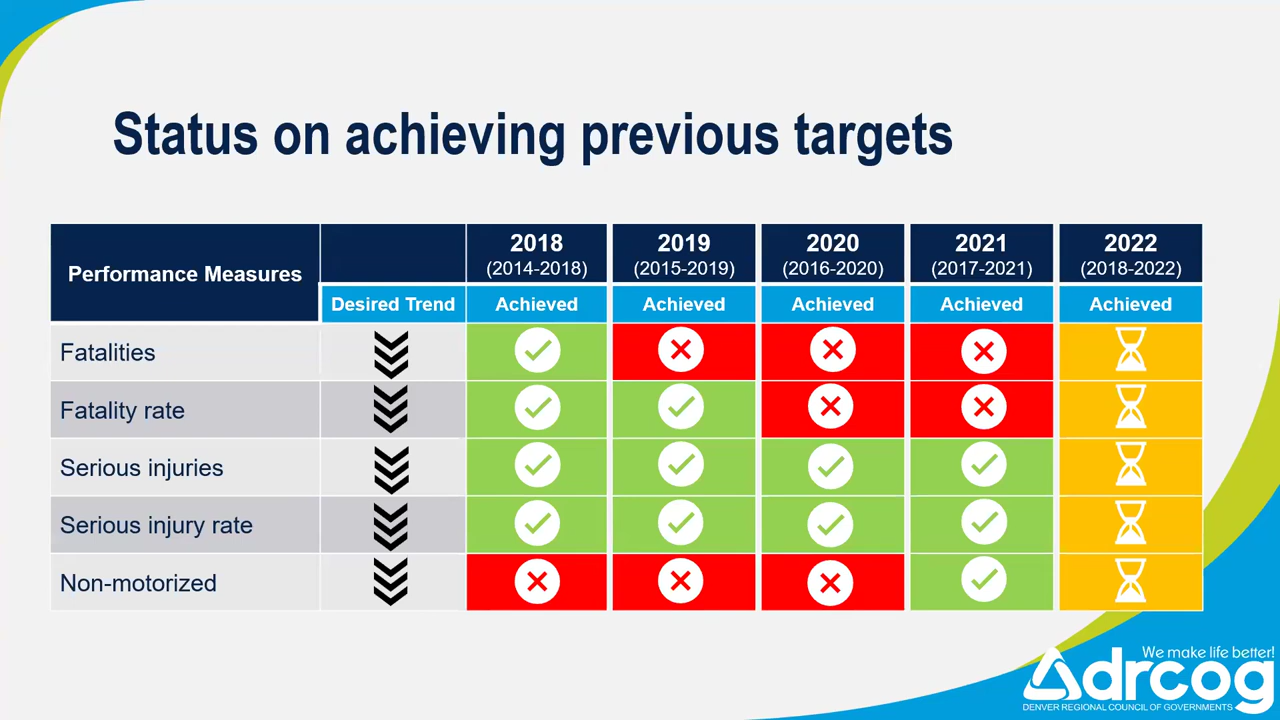 Status on achieving previous targets
Performance Measures
2018 2019 2020 2021 2022
(2014-2018) (2015-2019) (2016-2020) (2017-2021) (2018-2022)
Desired Trend Achieved Achieved Achieved Achieved Achieved
Fatalities
Fatality rate
Serious injuries
Serious injury rate
Non-motorized
We make life better!
drcog
DENVER REGIONAL COUNCIL OF GOVERNMENTS